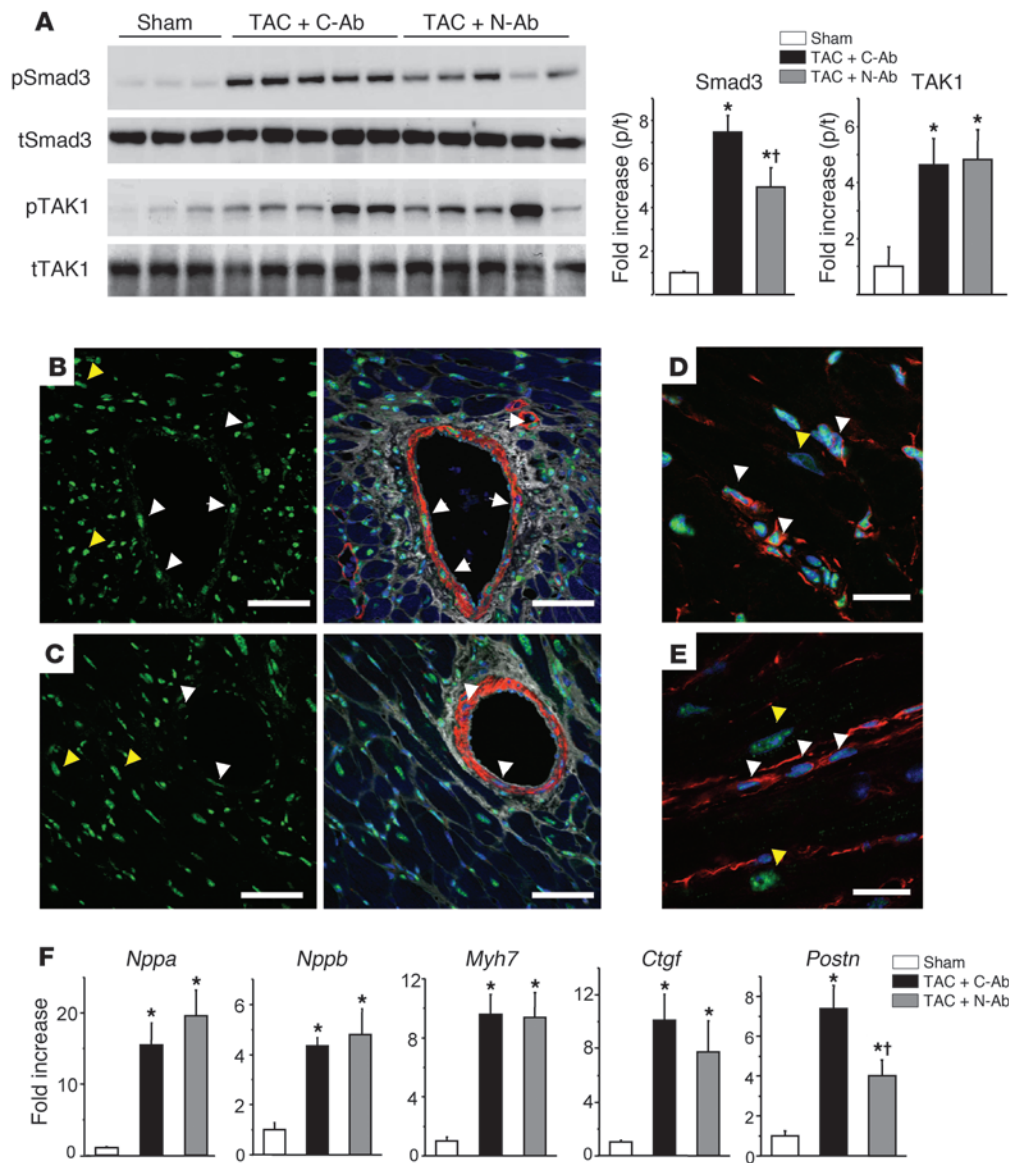 A
Sham
TAC + C-Ab
TAC + N-Ab
pSmad3
tSmad3
pTAK1
tTAK1
Sham
TAC + C-Ab
TAC + N-Ab
Smad3
TAK1
Fold increase (p/t)
8
6
4
2
1
*
*†
Fold increase (p/t)
6
4
2
*
*
B
D
C
E
F
Nppa
Nppb
Myh7
Ctgf
Postn
Sham
TAC + C-Ab
TAC + N-Ab
Fold increase
20
10
0
*
*
6
4
2
0
*
*
12
8
4
0
*
*
12
8
4
0
*
*
8
6
4
2
0
*
*†